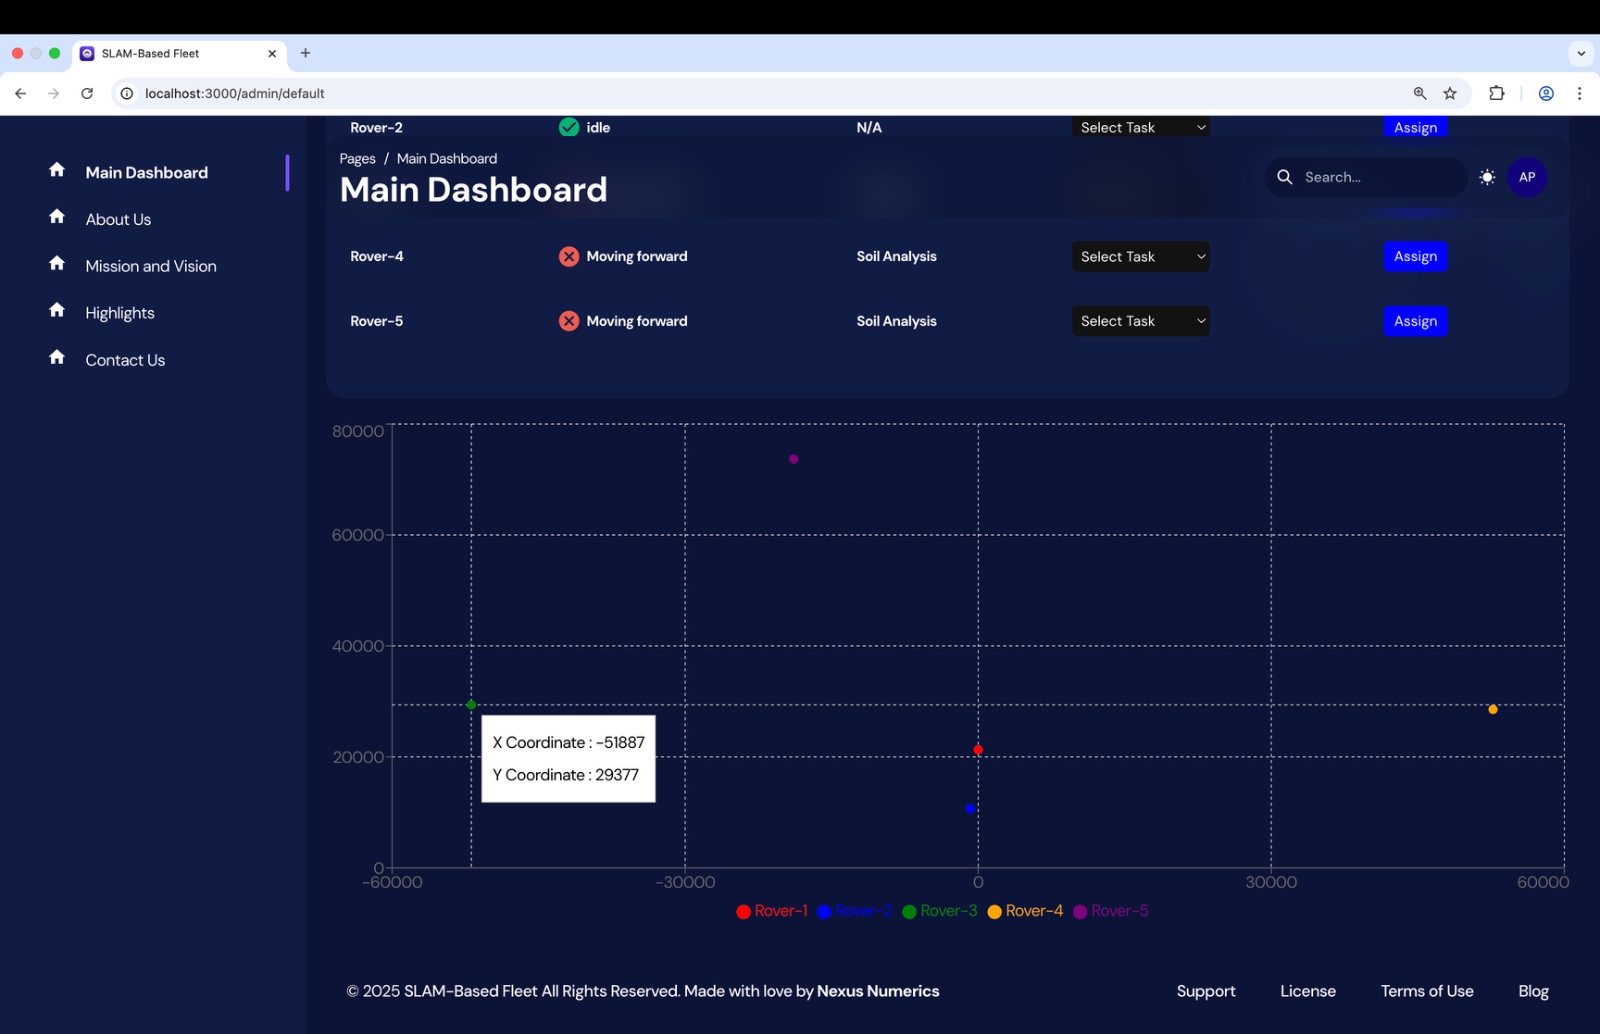 SLAM-Based Fleet
localhost:3000/admin/default
Rover-2 idle N/A Select Task Assign
Pages / Main Dashboard
Main Dashboard
Search...
AP
Main Dashboard
About Us
Mission and Vision
Highlights
Contact Us
Rover-4 Moving forward Soil Analysis Select Task Assign
Rover-5 Moving forward Soil Analysis Select Task Assign
80000
60000
40000
20000
0
X Coordinate : -51887
Y Coordinate : 29377
-60000 -30000 0 30000 60000
Rover-1 Rover-2 Rover-3 Rover-4 Rover-5
© 2025 SLAM-Based Fleet All Rights Reserved. Made with love by Nexus Numerics
Support License Terms of Use Blog